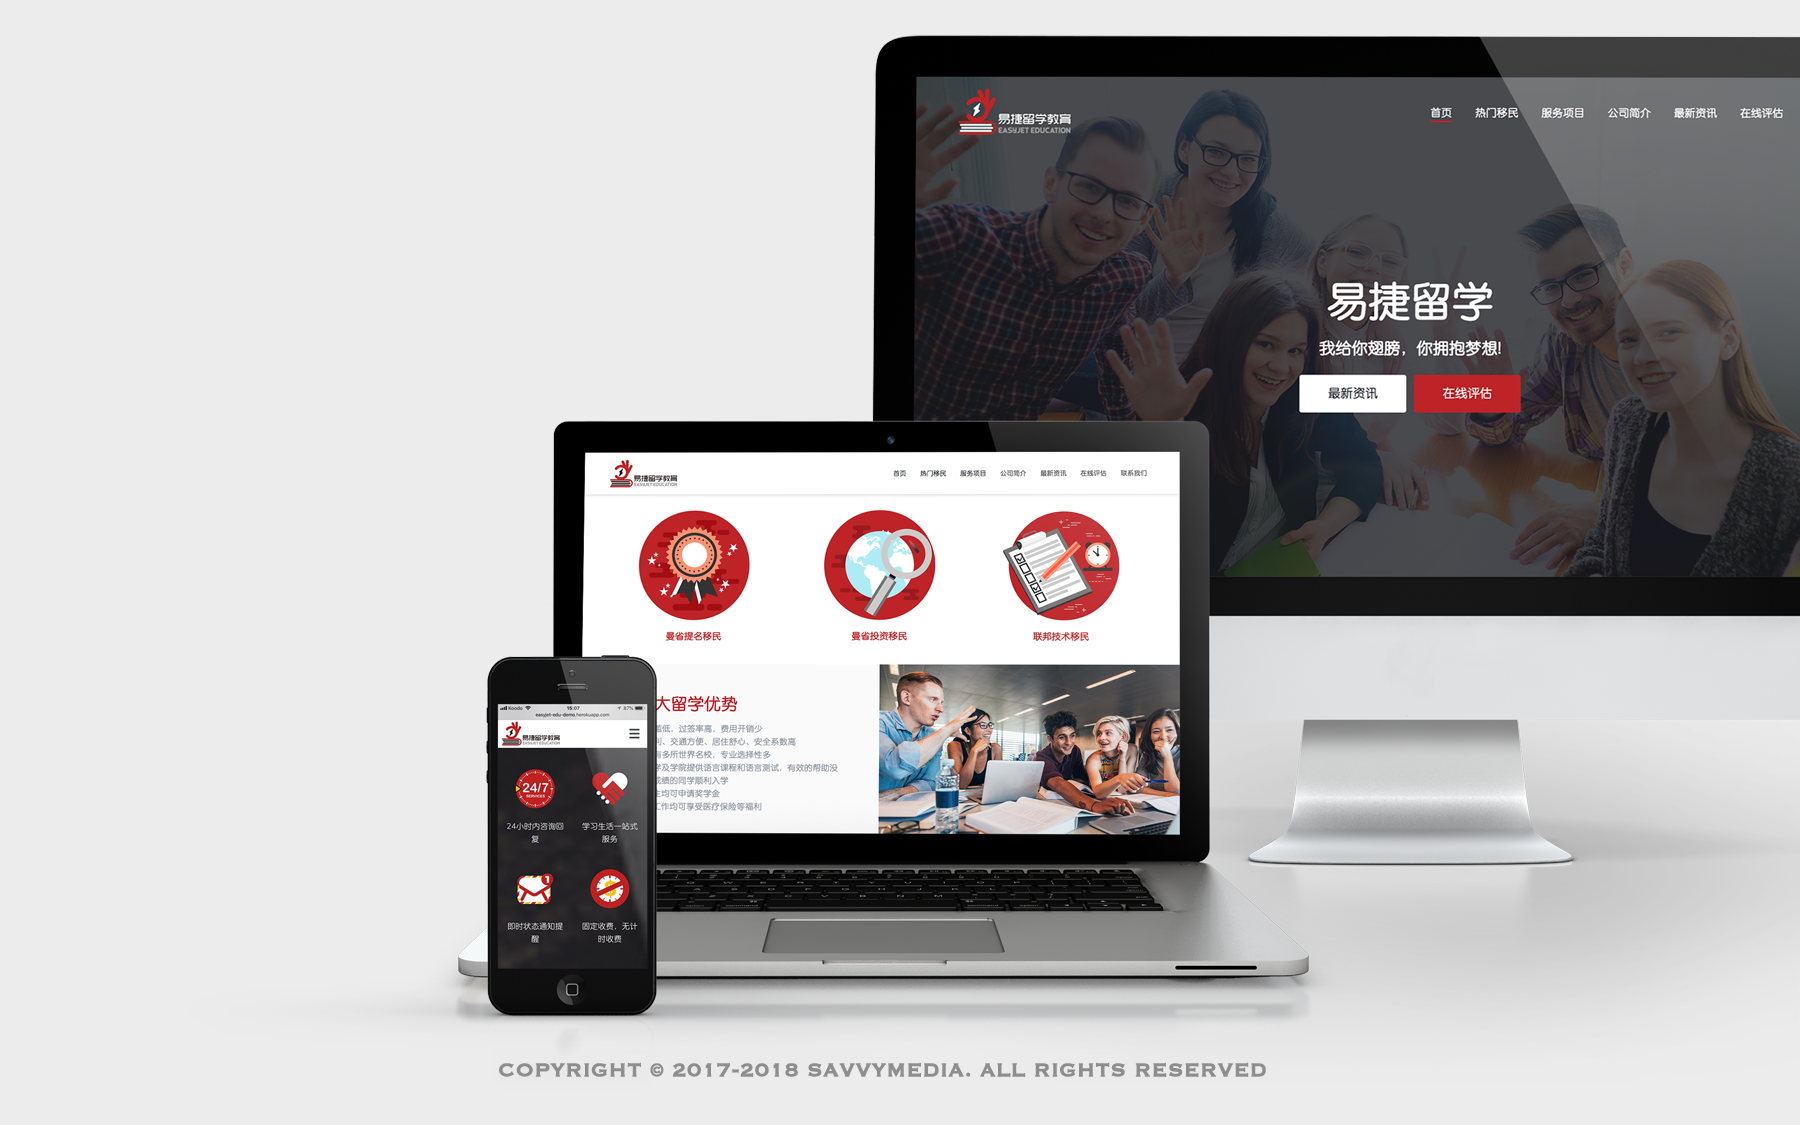 易捷留学教育
EASYJET EDUCATION
首页 热门移民 服务项目 公司简介 最新资讯 在线评估
易捷留学
我给你翅膀，你拥抱梦想!
最新资讯 在线评估
易捷留学教育
EASYJET EDUCATION
首页 热门移民 服务项目 公司简介 最新资讯 在线评估 联系我们
曼省提名移民 曼省投资移民 联邦技术移民
大留学优势
低，过签率高，费用开销少
、交通方便、居住舒心、安全系数高
有多所世界名校，专业选择性多
学及学院提供语言课程和语言测试，有效的帮助没
成绩的同学顺利入学
生均可申请奖学金
工作均可享受医疗保险等福利
Koodo 15:07 87%
easyjet-edu-demo.herokuapp.com
易捷留学教育
EASYJET EDUCATION
24/7
SERVICES
24小时内咨询回
复
学习生活一站式
服务
1
即时状态通知提
醒
固定收费，无计
时收费
COPYRIGHT © 2017-2018 SAVVYMEDIA. ALL RIGHTS RESERVED